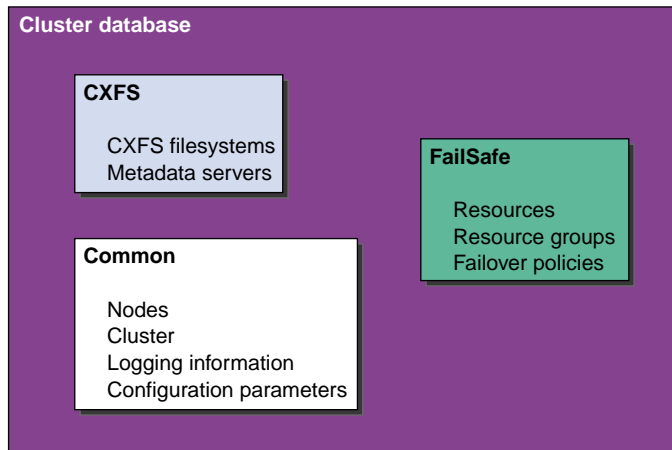 Cluster database
CXFS
CXFS filesystems
Metadata servers
FailSafe
Resources
Resource groups
Failover policies
Common
Nodes
Cluster
Logging information
Configuration parameters